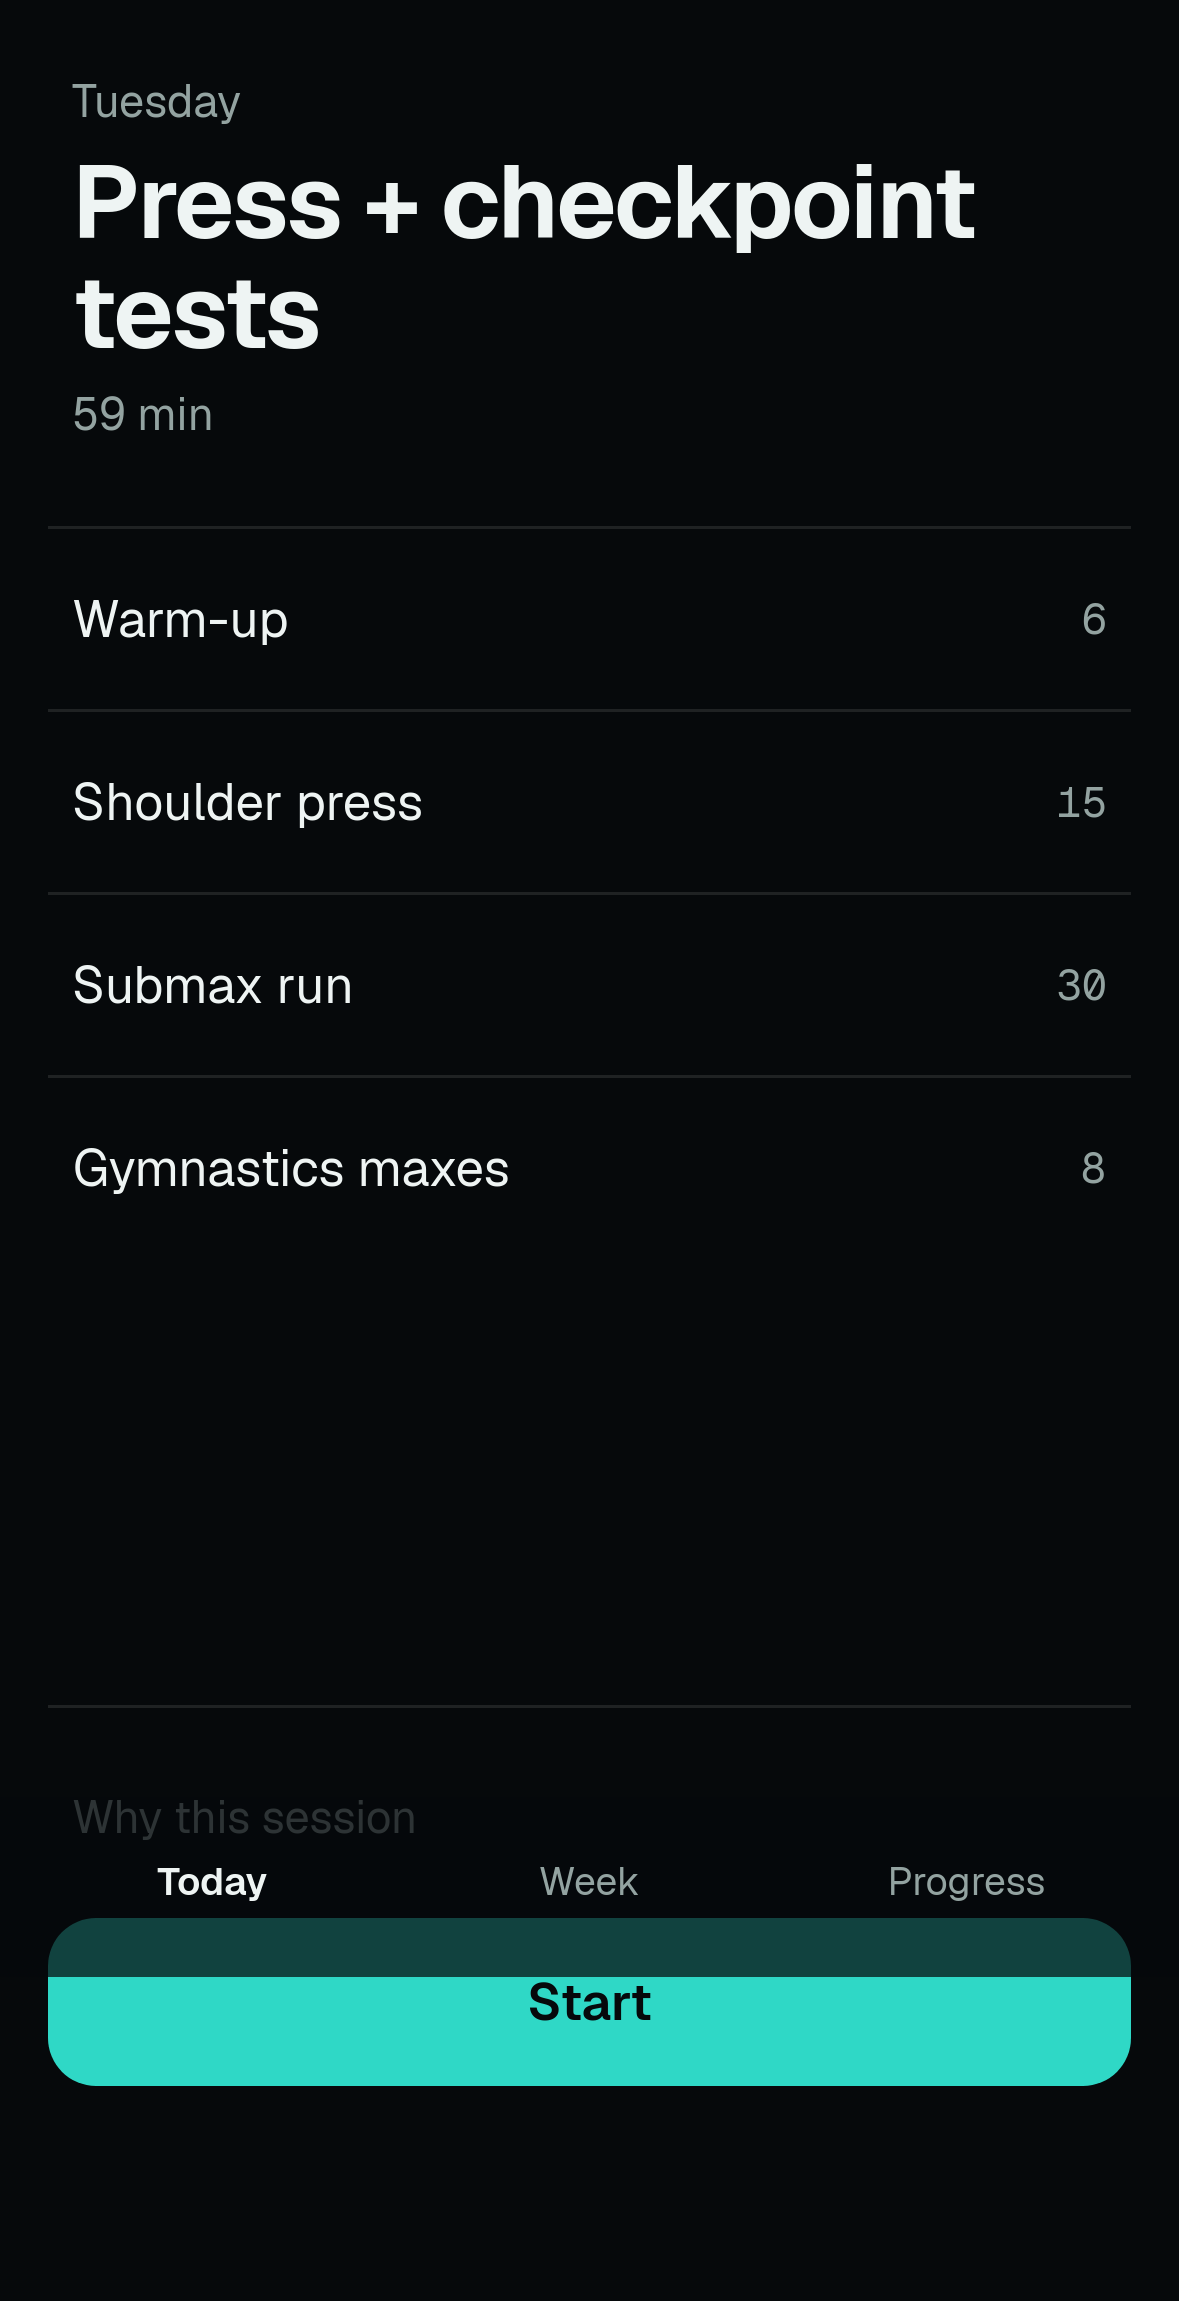 Tuesday
Press + checkpoint
tests
59 min
Warm-up 6
Shoulder press 15
Submax run 30
Gymnastics maxes 8
Why this session
Today Week Progress
Start